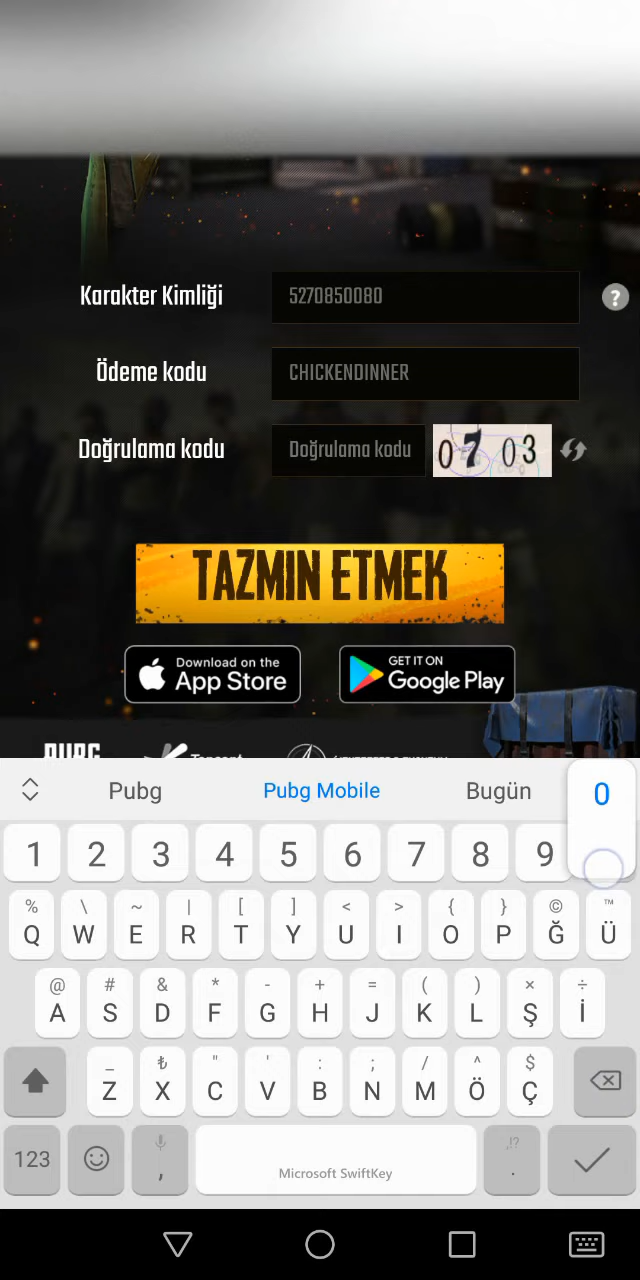 Karakter Kimliği 5270850080 ?
Ödeme kodu CHICKENDINNER
Doğrulama kodu Doğrulama kodu 0703
TAZMIN ETMEK
Download on the
App Store
GET IT ON
Google Play
PUBG Tencent
Pubg Pubg Mobile Bugün 0
1 2 3 4 5 6 7 8 9
% \ ~ | [ ] < > { } © ™
Q W E R T Y U I O P Ğ Ü
@ # & * - + = ( ) × ÷
A S D F G H J K L Ş İ
_ ₺ " ' : ; / ^ $
Z X C V B N M Ö Ç
,!?
123 , Microsoft SwiftKey .